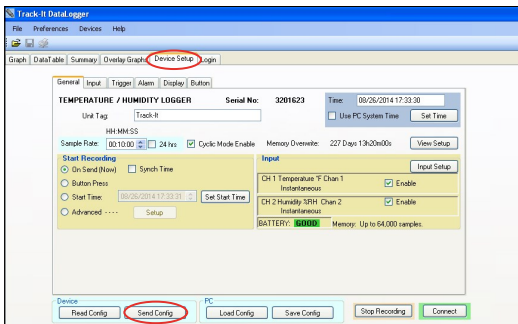 Track-It DataLogger
File Preferences Devices Help
Graph DataTable Summary Overlay Graphs Device Setup Login
General Input Trigger Alarm Display Button
TEMPERATURE / HUMIDITY LOGGER Serial No: 3201623 Time: 08/26/2014 17:33:30
Unit Tag: Track-It Use PC System Time Set Time
HH:MM:SS
Sample Rate: 00:10:00 24 hrs Cyclic Mode Enable Memory Overwrite: 227 Days 13h20m00s View Setup
Start Recording Input
On Send (Now) Synch Time Input Setup
Button Press CH 1 Temperature °F Chan 1 Enable
Instantaneous
Start Time: 08/26/2014 17:33:31 Set Start Time CH 2 Humidity %RH Chan 2 Enable
Instantaneous
Advanced ---- Setup
BATTERY: GOOD Memory: Up to 64,000 samples.
Device PC
Read Config Send Config Load Config Save Config Stop Recording Connect